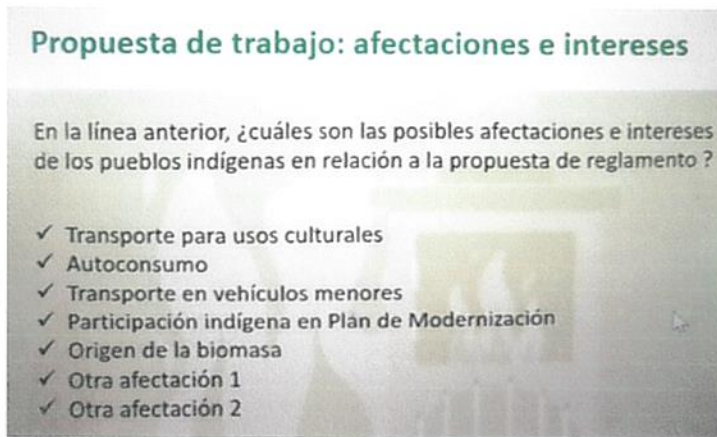 Propuesta de trabajo: afectaciones e intereses
En la línea anterior, ¿cuáles son las posibles afectaciones e intereses
de los pueblos indígenas en relación a la propuesta de reglamento ?
✓ Transporte para usos culturales
✓ Autoconsumo
✓ Transporte en vehículos menores
✓ Participación indígena en Plan de Modernización
✓ Origen de la biomasa
✓ Otra afectación 1
✓ Otra afectación 2